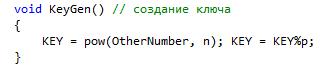 void KeyGen() // создание ключа
{
KEY = pow(OtherNumber, n); KEY = KEY%p;
}